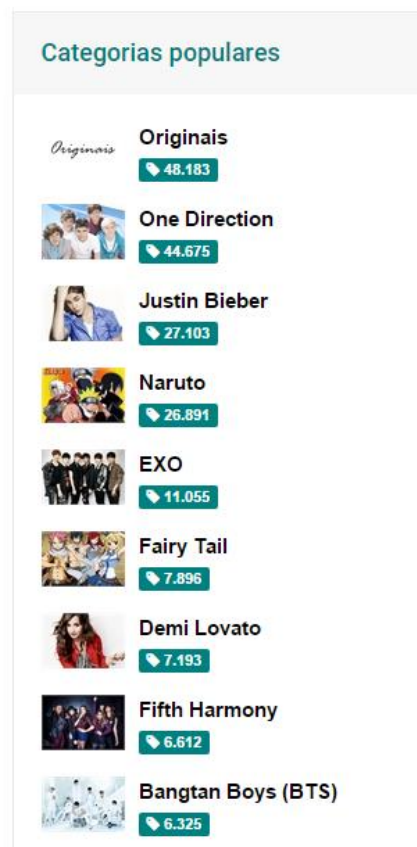 Categorias populares
Originais
Originais
48.183
One Direction
44.675
Justin Bieber
27.103
Naruto
26.891
EXO
11.055
Fairy Tail
7.896
Demi Lovato
7.193
Fifth Harmony
6.612
Bangtan Boys (BTS)
6.325